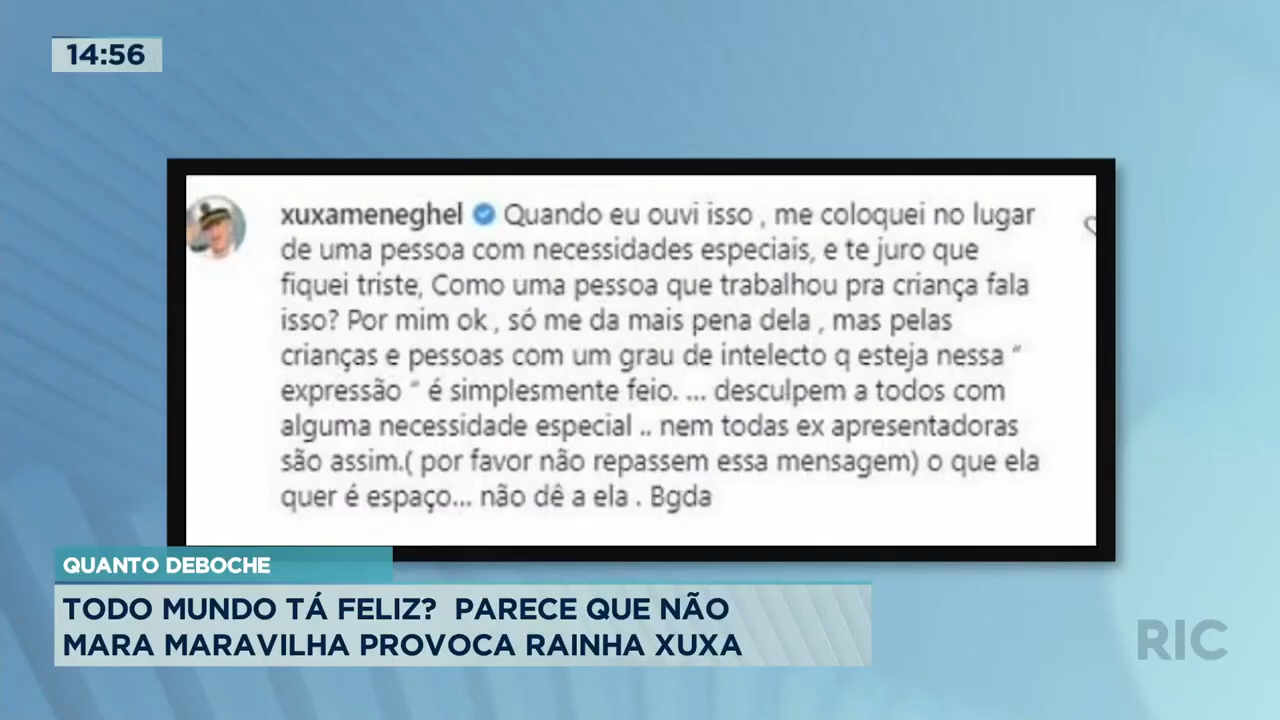 14:56
xuxameneghel Quando eu ouvi isso , me coloquei no lugar
de uma pessoa com necessidades especiais, e te juro que
fiquei triste, Como uma pessoa que trabalhou pra criança fala
isso? Por mim ok , só me da mais pena dela , mas pelas
crianças e pessoas com um grau de intelecto q esteja nessa “
expressão “ é simplesmente feio. ... desculpem a todos com
alguma necessidade especial .. nem todas ex apresentadoras
são assim.( por favor não repassem essa mensagem) o que ela
quer é espaço... não dê a ela . Bgda
QUANTO DEBOCHE
TODO MUNDO TÁ FELIZ? PARECE QUE NÃO
MARA MARAVILHA PROVOCA RAINHA XUXA
RIC